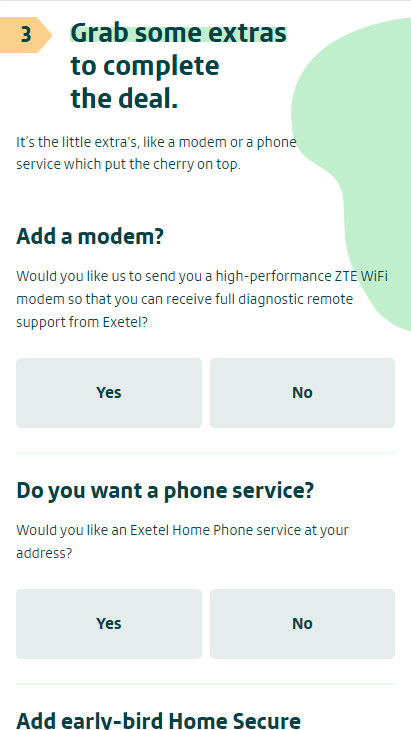 3
Grab some extras
to complete
the deal.
It's the little extra's, like a modem or a phone
service which put the cherry on top.
Add a modem?
Would you like us to send you a high-performance ZTE WiFi
modem so that you can receive full diagnostic remote
support from Exetel?
Yes No
Do you want a phone service?
Would you like an Exetel Home Phone service at your
address?
Yes No
Add early-bird Home Secure